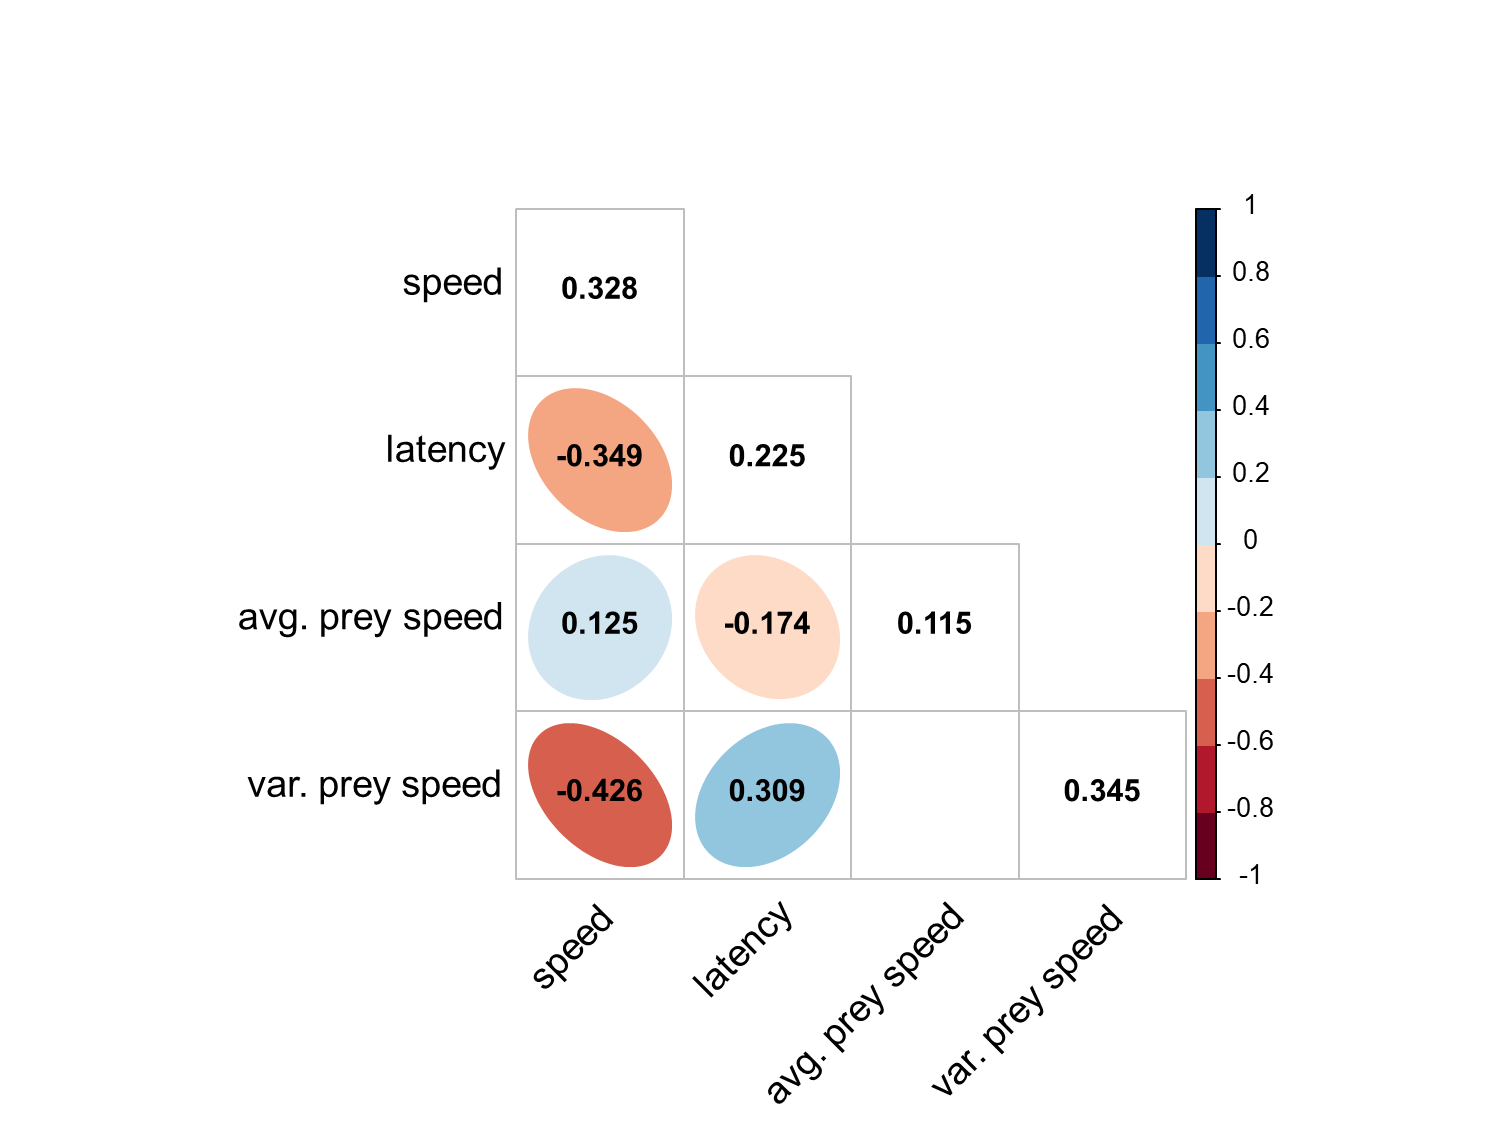 speed 0.328
latency -0.349 0.225
avg. prey speed 0.125 -0.174 0.115
var. prey speed -0.426 0.309 0.345
speed latency avg. prey speed var. prey speed
1
0.8
0.6
0.4
0.2
0
-0.2
-0.4
-0.6
-0.8
-1